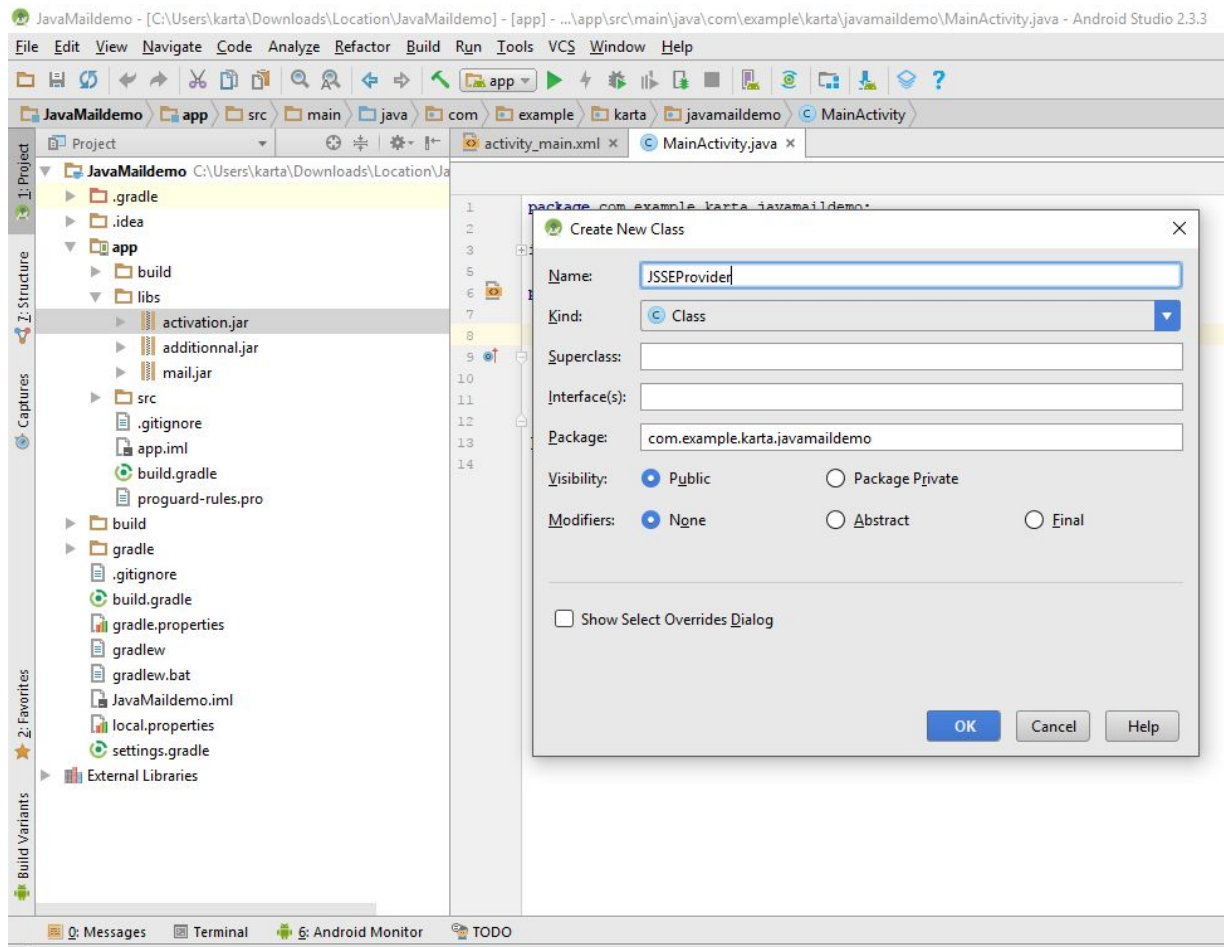 JavaMaildemo - [C:\Users\karta\Downloads\Location\JavaMaildemo] - [app] - ...\app\src\main\java\com\example\karta\javamaildemo\MainActivity.java - Android Studio 2.3.3
File Edit View Navigate Code Analyze Refactor Build Run Tools VCS Window Help
app
JavaMaildemo app src main java com example karta javamaildemo MainActivity
Project
activity_main.xml
MainActivity.java
1: Project
7: Structure
Captures
2: Favorites
Build Variants
JavaMaildemo C:\Users\karta\Downloads\Location\Ja
.gradle
.idea
app
build
libs
activation.jar
additionnal.jar
mail.jar
src
.gitignore
app.iml
build.gradle
proguard-rules.pro
build
gradle
.gitignore
build.gradle
gradle.properties
gradlew
gradlew.bat
JavaMaildemo.iml
local.properties
settings.gradle
External Libraries
1 package com.example.karta.javamaildemo;
2
3
5
6
7
8
9
10
11
12
13
14
Create New Class
Name: JSSEProvider
Kind: Class
Superclass:
Interface(s):
Package: com.example.karta.javamaildemo
Visibility: Public Package Private
Modifiers: None Abstract Final
Show Select Overrides Dialog
OK Cancel Help
0: Messages Terminal 6: Android Monitor TODO